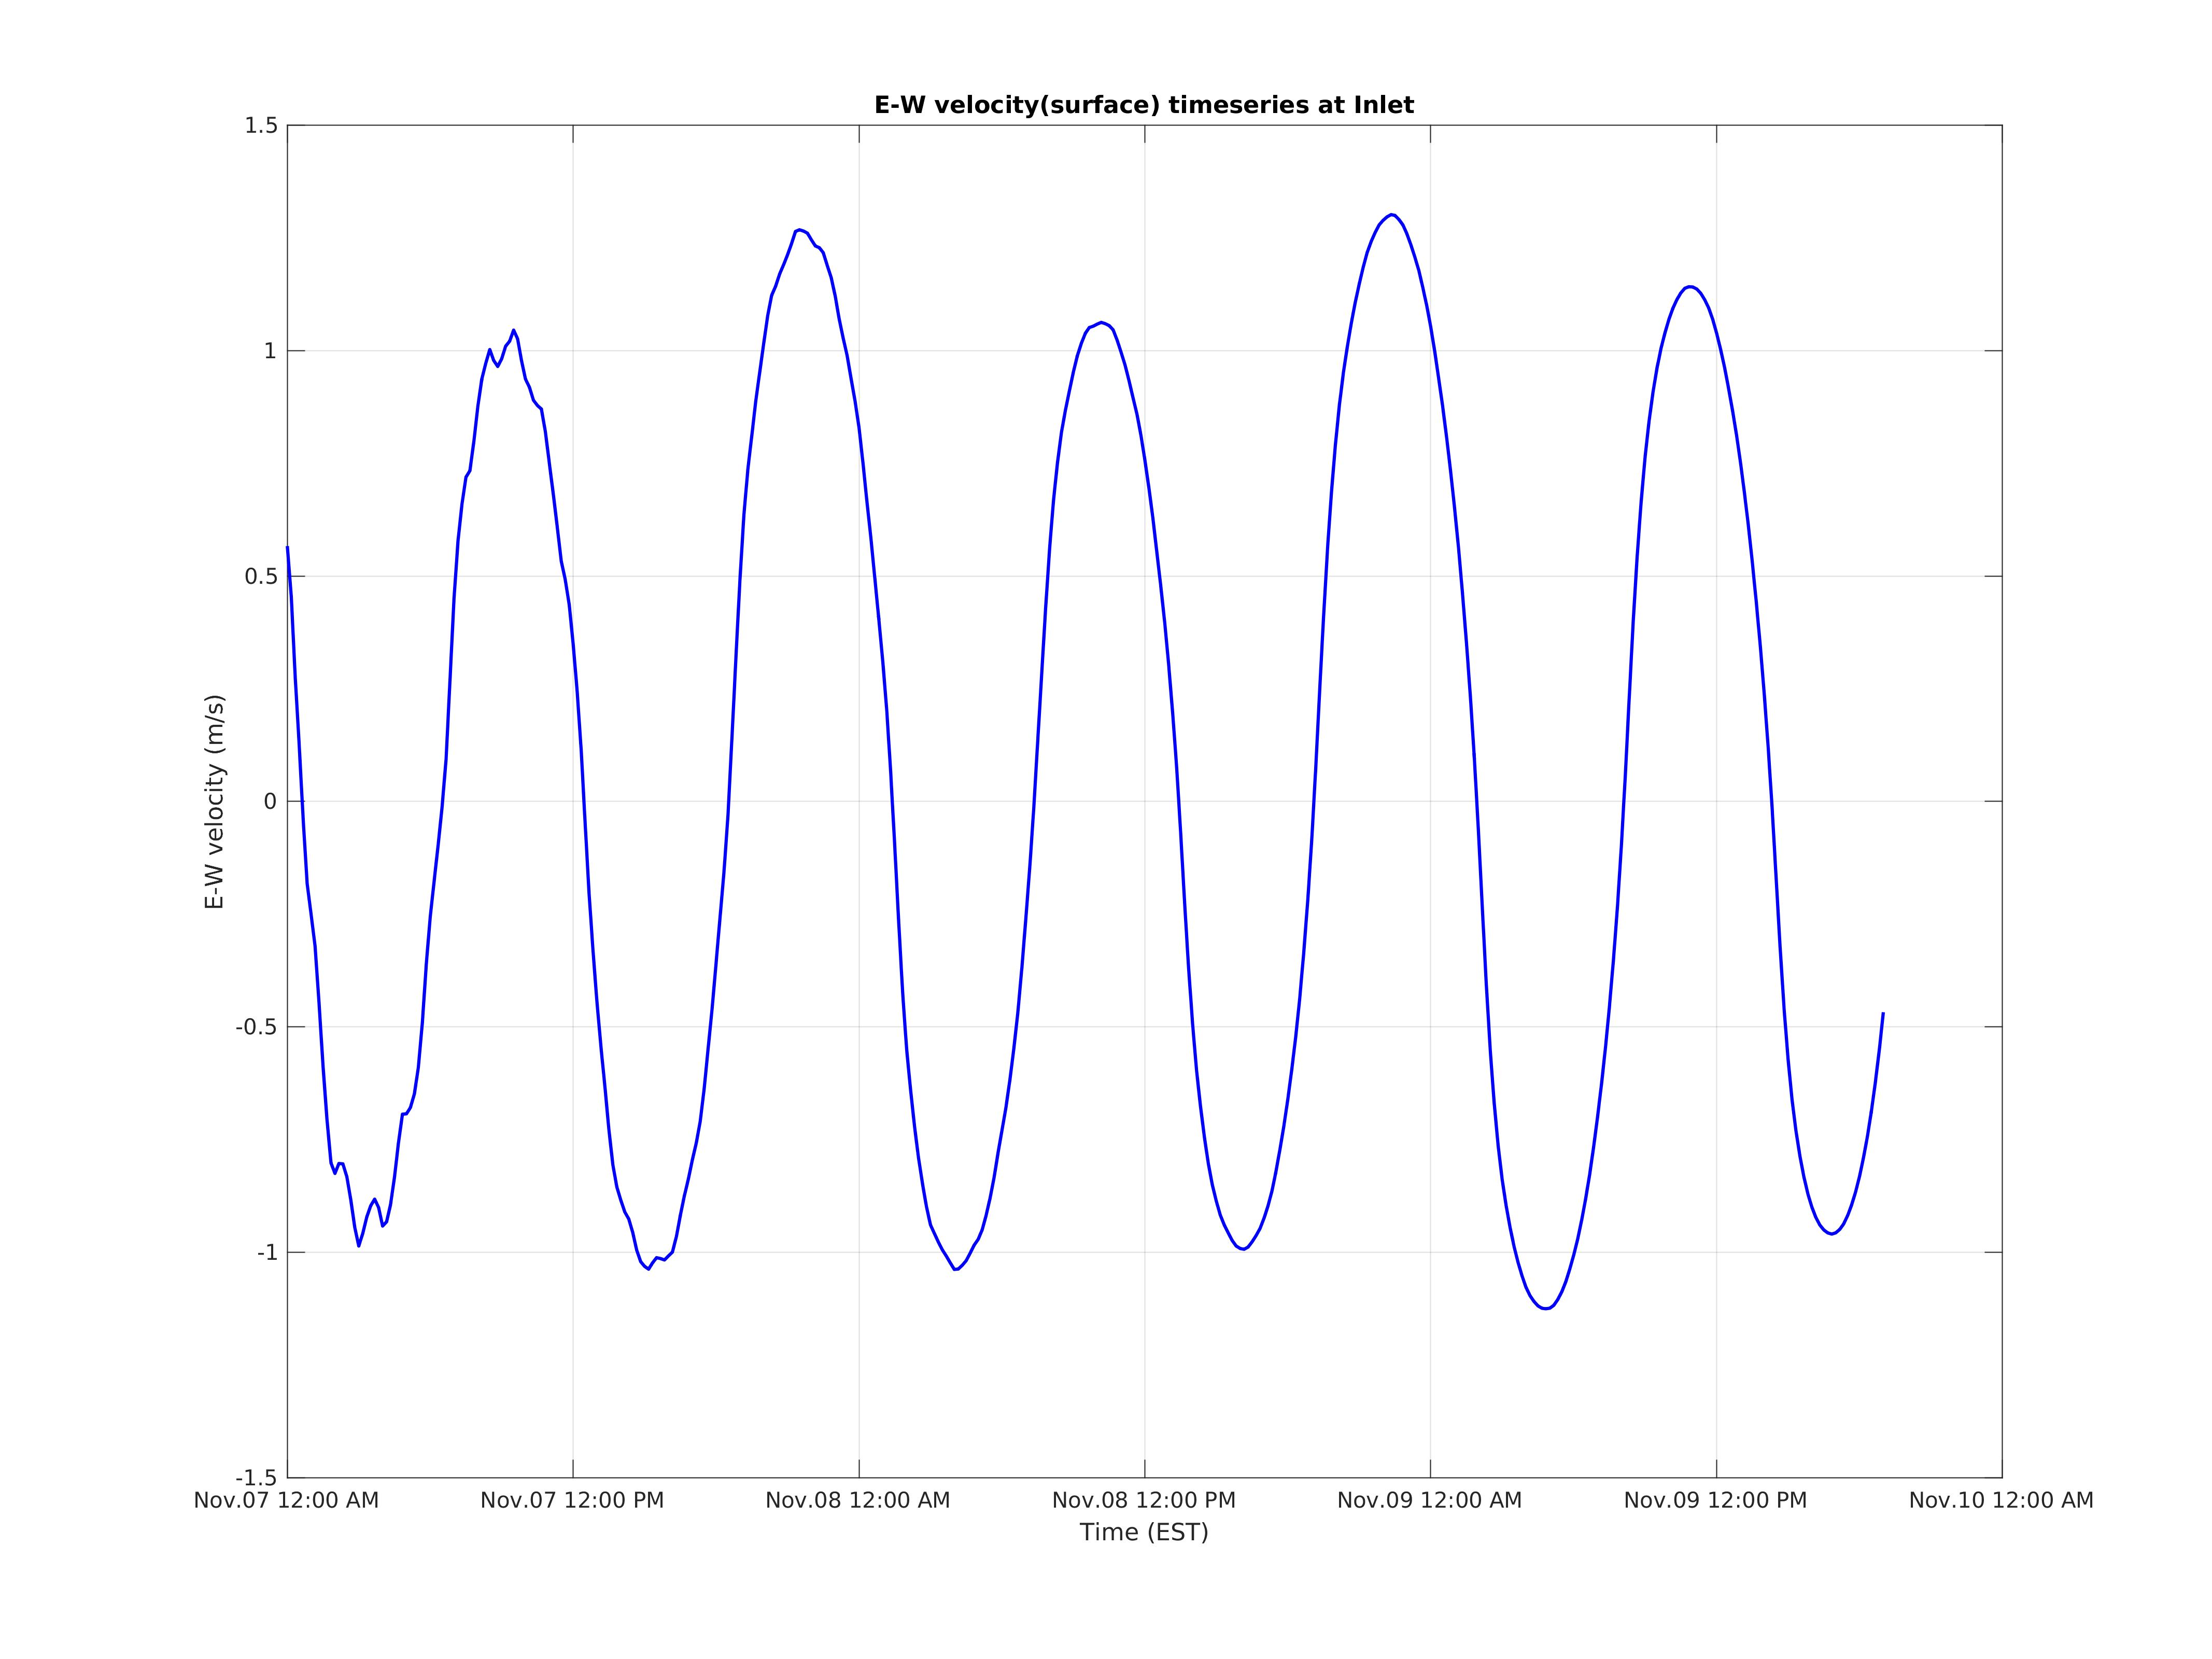 E-W velocity(surface) timeseries at Inlet
1.5
1
0.5
0
-0.5
-1
-1.5
E-W velocity (m/s)
Nov.07 12:00 AM Nov.07 12:00 PM Nov.08 12:00 AM Nov.08 12:00 PM Nov.09 12:00 AM Nov.09 12:00 PM Nov.10 12:00 AM
Time (EST)